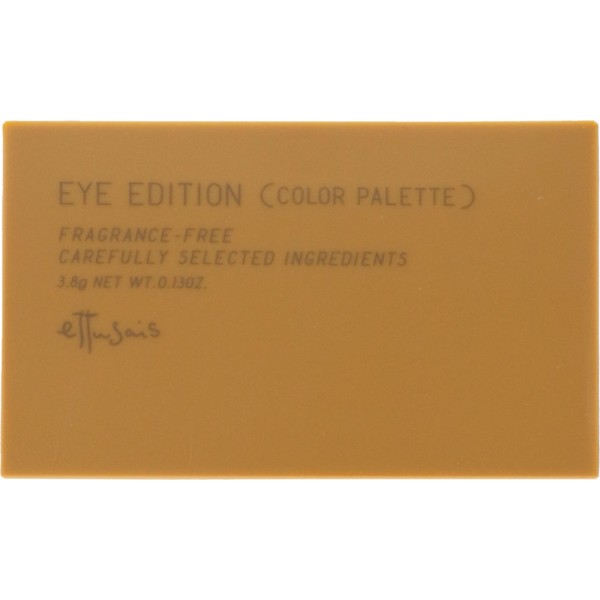 EYE EDITION (COLOR PALETTE)
FRAGRANCE-FREE
CAREFULLY SELECTED INGREDIENTS
3.8g NET WT.0.13OZ.
ettusais